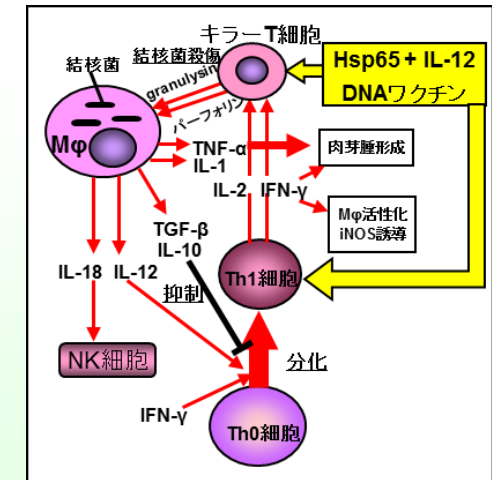 キラーT細胞
結核菌殺傷
結核菌
granulysin
パーフォリン
Hsp65 + IL-12
DNAワクチン
Mφ
TNF-α
IL-1
肉芽腫形成
IL-2
IFN-γ
Mφ活性化
iNOS誘導
TGF-β
IL-10
IL-18
IL-12
抑制
Th1細胞
NK細胞
分化
IFN-γ
Th0細胞